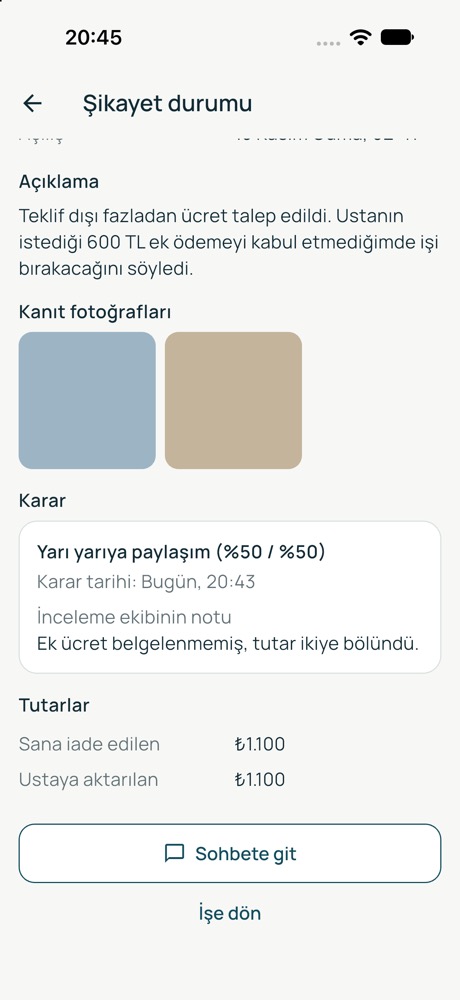 20:45
Şikayet durumu
Açıklama
Teklif dışı fazladan ücret talep edildi. Ustanın
istediği 600 TL ek ödemeyi kabul etmediğimde işi
bırakacağını söyledi.
Kanıt fotoğrafları
Karar
Yarı yarıya paylaşım (%50 / %50)
Karar tarihi: Bugün, 20:43
İnceleme ekibinin notu
Ek ücret belgelenmemiş, tutar ikiye bölündü.
Tutarlar
Sana iade edilen ₺1.100
Ustaya aktarılan ₺1.100
Sohbete git
İşe dön